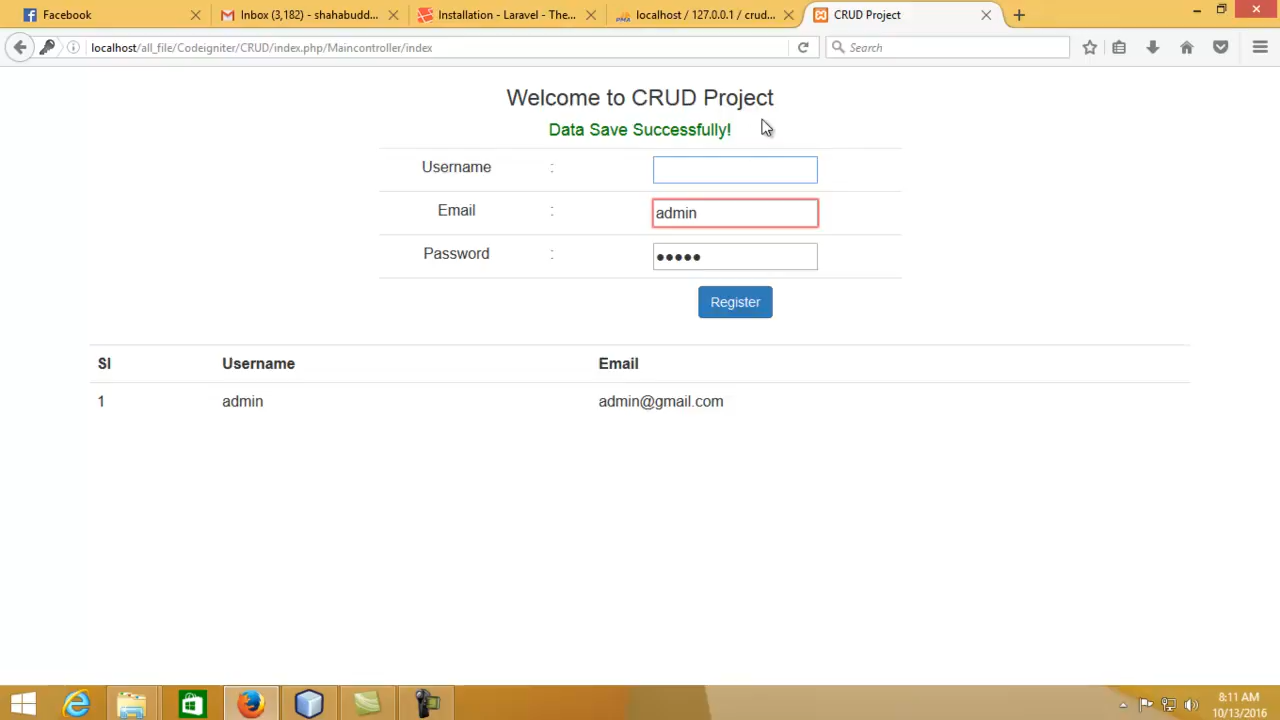 Facebook
Inbox (3,182) - shahabudd...
Installation - Laravel - The...
localhost / 127.0.0.1 / crud...
CRUD Project
localhost/all_file/Codeigniter/CRUD/index.php/Maincontroller/index
Search
Welcome to CRUD Project
Data Save Successfully!
Username :
Email : admin
Password : •••••
Register
Sl Username Email
1 admin admin@gmail.com
8:11 AM
10/13/2016